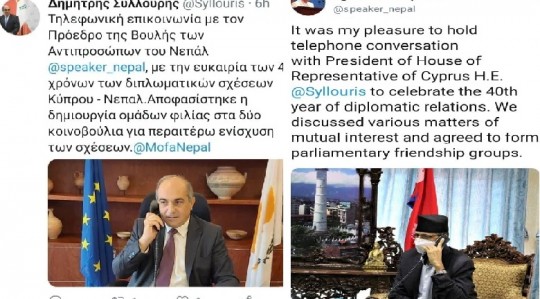 Δημήτρης Συλλούρης @Syllouris · 6h
Τηλεφωνική επικοινωνία με τον
Πρόεδρο της Βουλής των
Αντιπροσώπων του Νεπάλ
@speaker_nepal, με την ευκαιρία των 4
χρόνων των διπλωματικών σχέσεων
Κύπρου - Νεπαλ.Αποφασίστηκε η
δημιουργία ομάδων φιλίας στα δύο
κοινοβούλια για περαιτέρω ενίσχυση
των σχέσεων.@MofaNepal
@speaker_nepal
It was my pleasure to hold
telephone conversation
with President of House of
Representative of Cyprus H.E.
@Syllouris to celebrate the 40th
year of diplomatic relations. We
discussed various matters of
mutual interest and agreed to form
parliamentary friendship groups.